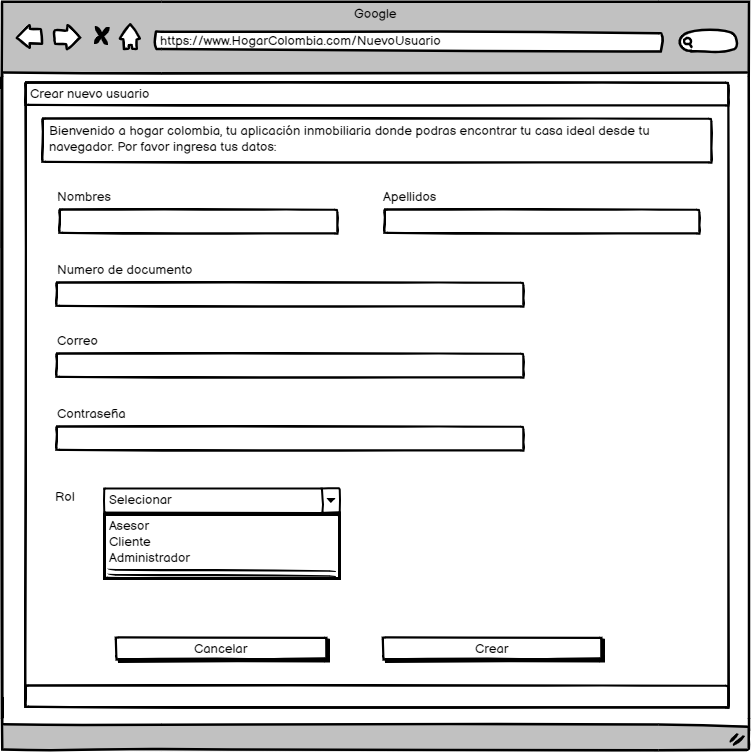 Google
https://www.HogarColombia.com/NuevoUsuario
Crear nuevo usuario
Bienvenido a hogar colombia, tu aplicación inmobiliaria donde podras encontrar tu casa ideal desde tu
navegador. Por favor ingresa tus datos:
Nombres Apellidos
Numero de documento
Correo
Contraseña
Rol Selecionar
Asesor
Cliente
Administrador
Cancelar Crear